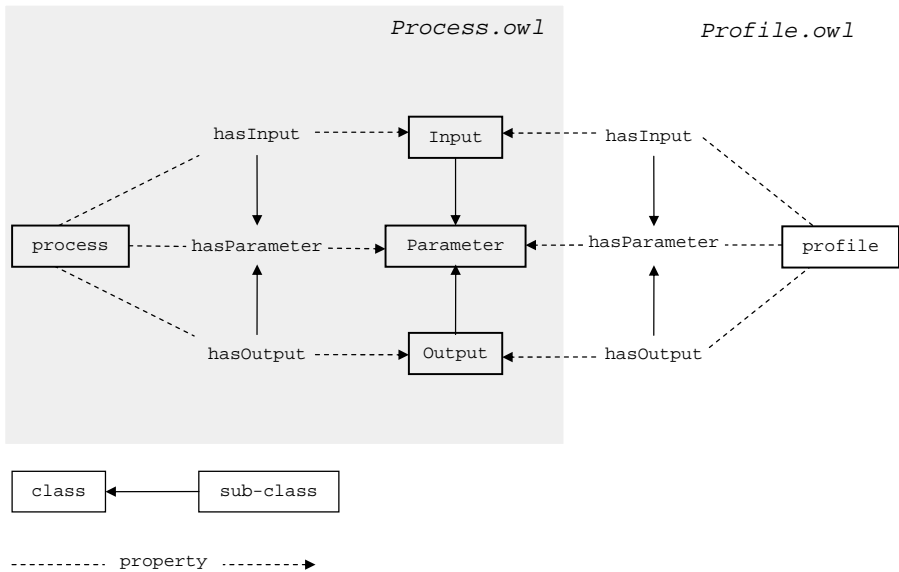 Process.owl
Profile.owl
hasInput
Input
hasInput
process
hasParameter
Parameter
hasParameter
profile
hasOutput
Output
hasOutput
class
sub-class
property